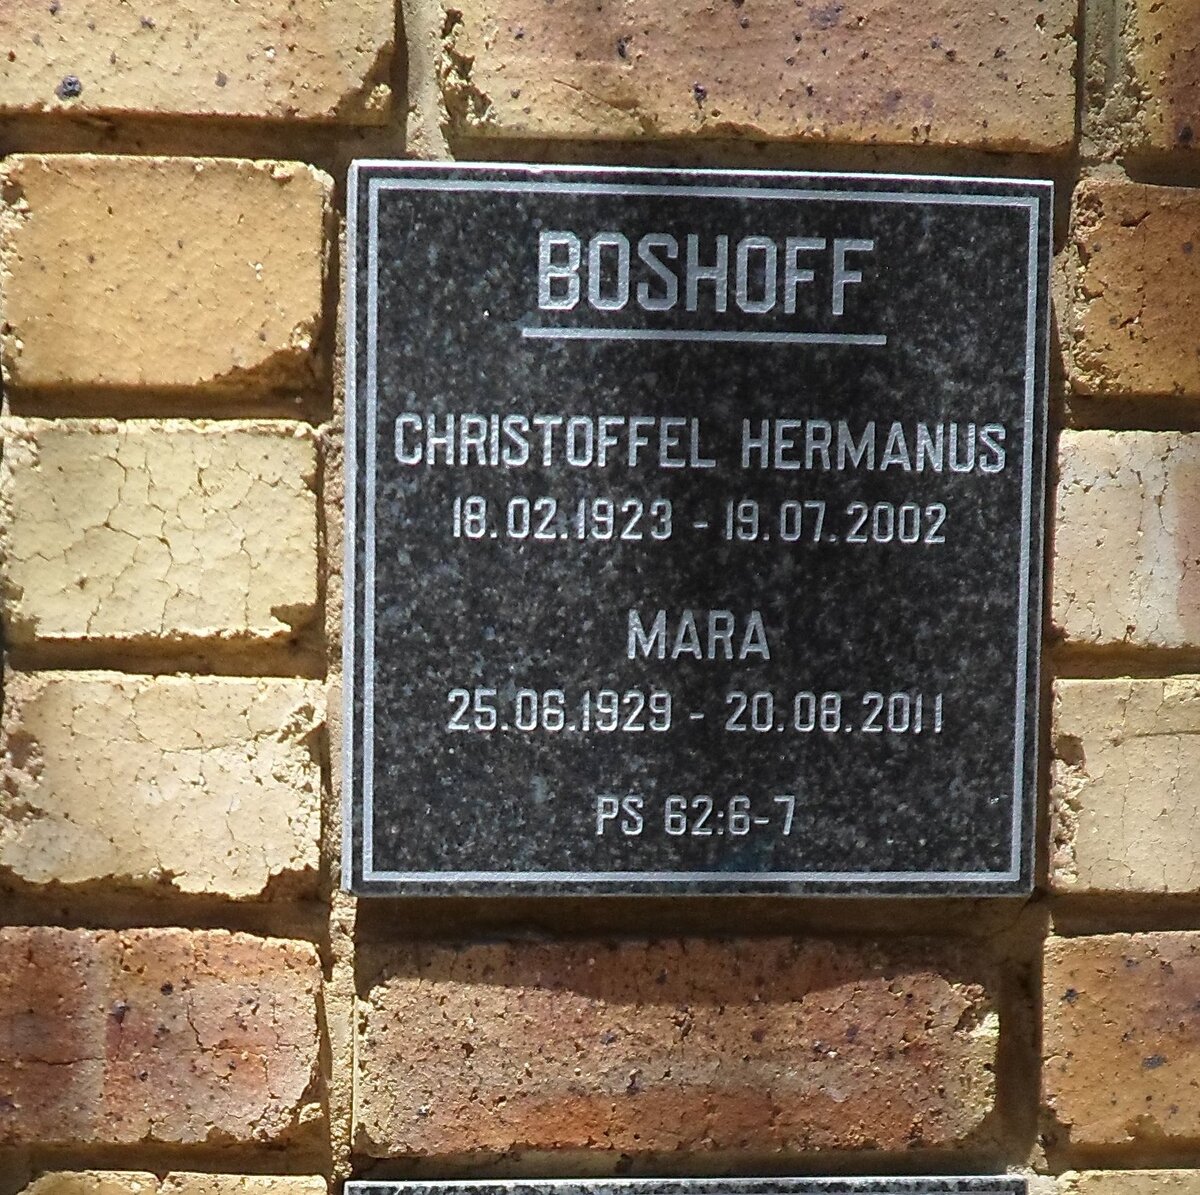 BOSHOFF
CHRISTOFFEL HERMANUS
18.02.1923 - 19.07.2002
MARA
25.06.1929 - 20.08.2011
PS 62:6-7